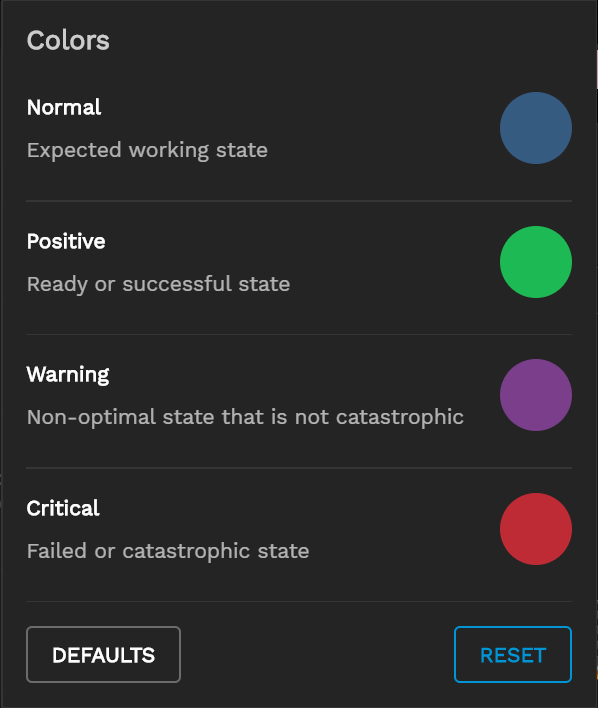 Colors
Normal
Expected working state
Positive
Ready or successful state
Warning
Non-optimal state that is not catastrophic
Critical
Failed or catastrophic state
DEFAULTS
RESET